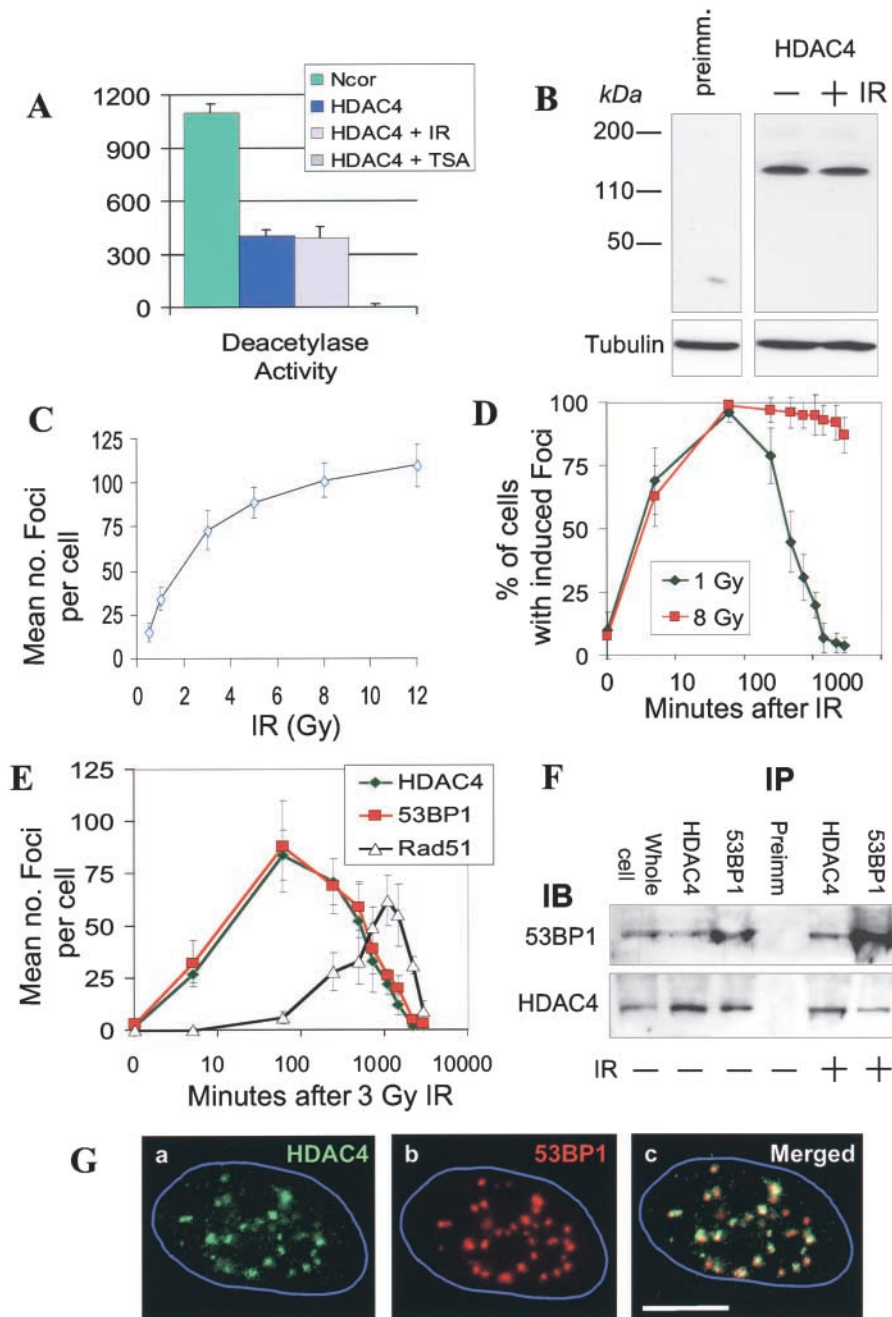 A
1200
900
600
300
0
Ncor
HDAC4
HDAC4 + IR
HDAC4 + TSA
Deacetylase
Activity
B
kDa
preimm.
HDAC4
— + IR
200
110
50
Tubulin
C
Mean no. Foci
per cell
125
100
75
50
25
0
0 2 4 6 8 10 12
IR (Gy)
D
% of cells
with induced Foci
100
75
50
25
0
1 Gy
8 Gy
0 10 100 1000
Minutes after IR
E
Mean no. Foci
per cell
125
100
75
50
25
0
HDAC4
53BP1
Rad51
0 10 100 1000 10000
Minutes after 3 Gy IR
F
IP
Whole
cell
HDAC4
53BP1
Preimm
HDAC4
53BP1
IB
53BP1
HDAC4
IR — — — — + +
G
a HDAC4
b 53BP1
c Merged